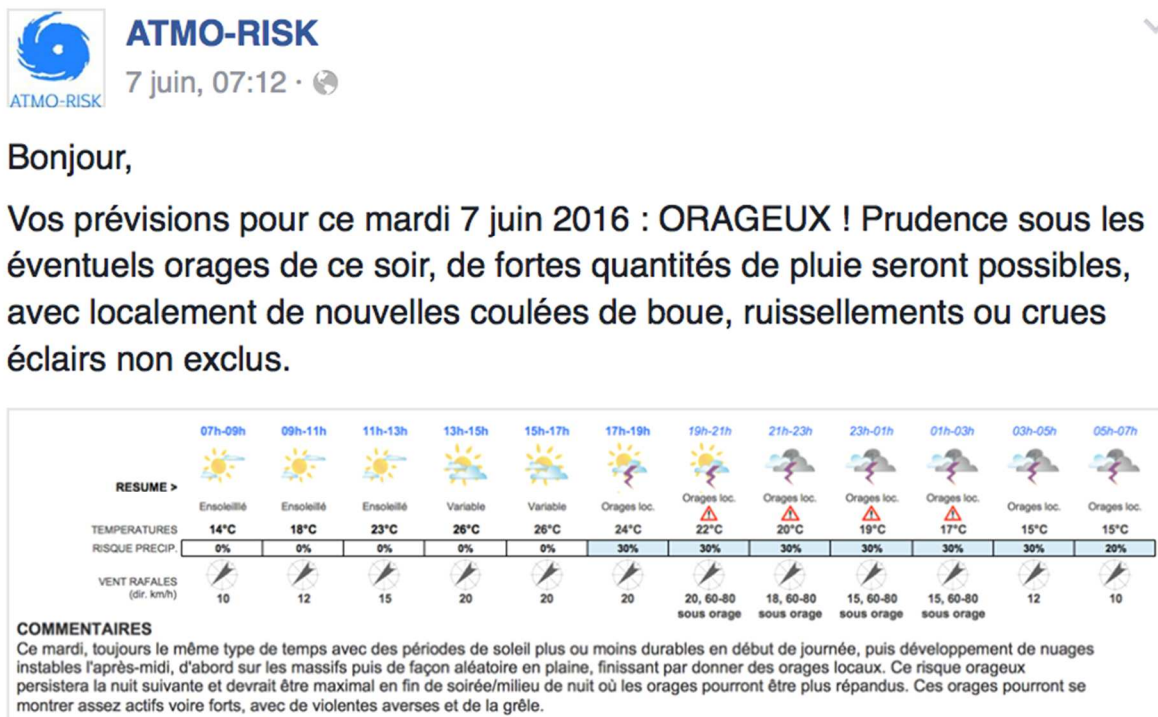 ATMO-RISK
7 juin, 07:12 ·
ATMO-RISK
Bonjour,
Vos prévisions pour ce mardi 7 juin 2016 : ORAGEUX ! Prudence sous les
éventuels orages de ce soir, de fortes quantités de pluie seront possibles,
avec localement de nouvelles coulées de boue, ruissellements ou crues
éclairs non exclus.
07h-09h 09h-11h 11h-13h 13h-15h 15h-17h 17h-19h 19h-21h 21h-23h 23h-01h 01h-03h 03h-05h 05h-07h
RESUME >
Ensoleillé Ensoleillé Ensoleillé Variable Variable Orages loc. Orages loc. Orages loc. Orages loc. Orages loc. Orages loc. Orages loc.
TEMPERATURES 14°C 18°C 23°C 26°C 26°C 24°C 22°C 20°C 19°C 17°C 15°C 15°C
RISQUE PRECIP. 0% 0% 0% 0% 0% 30% 30% 30% 30% 30% 30% 20%
VENT RAFALES
(dir. km/h) 10 12 15 20 20 20 20, 60-80 18, 60-80 15, 60-80 15, 60-80 12 10
sous orage sous orage sous orage sous orage
COMMENTAIRES
Ce mardi, toujours le même type de temps avec des périodes de soleil plus ou moins durables en début de journée, puis développement de nuages
instables l'après-midi, d'abord sur les massifs puis de façon aléatoire en plaine, finissant par donner des orages locaux. Ce risque orageux
persistera la nuit suivante et devrait être maximal en fin de soirée/milieu de nuit où les orages pourront être plus répandus. Ces orages pourront se
montrer assez actifs voire forts, avec de violentes averses et de la grêle.